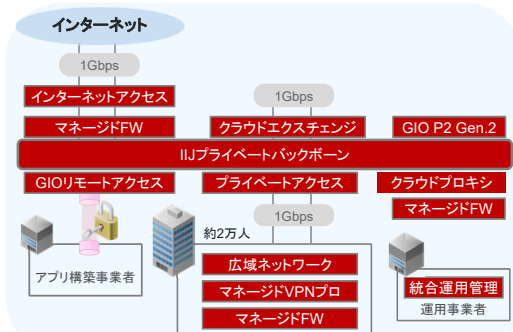 インターネット
1Gbps
インターネットアクセス
マネージドFW
1Gbps
クラウドエクスチェンジ
GIO P2 Gen.2
IIJプライベートバックボーン
GIOリモートアクセス
プライベートアクセス
クラウドプロキシ
マネージドFW
1Gbps
約2万人
アプリ構築事業者
広域ネットワーク
マネージドVPNプロ
マネージドFW
統合運用管理
運用事業者